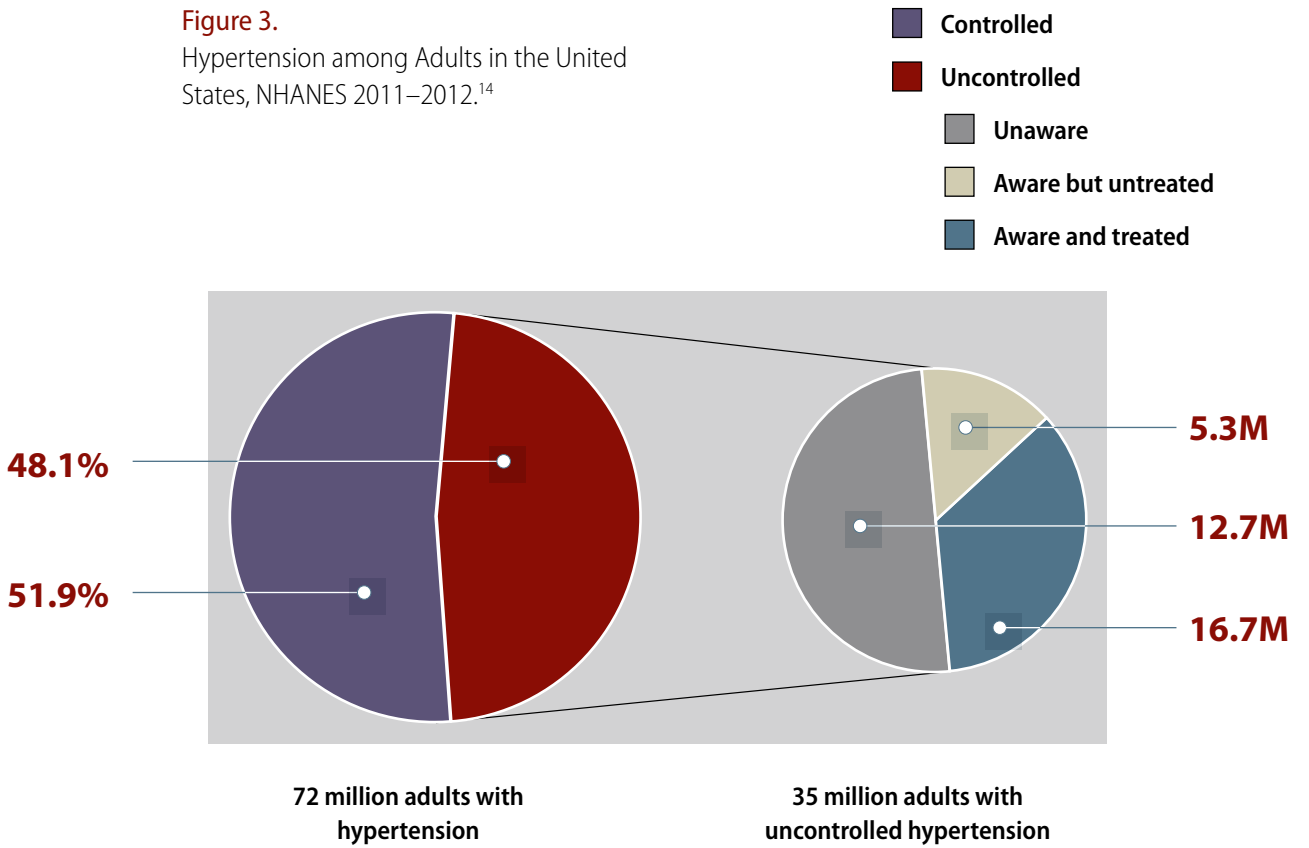 Figure 3.
Hypertension among Adults in the United
States, NHANES 2011–2012.14
Controlled
Uncontrolled
Unaware
Aware but untreated
Aware and treated
48.1%
51.9%
5.3M
12.7M
16.7M
72 million adults with
hypertension
35 million adults with
uncontrolled hypertension